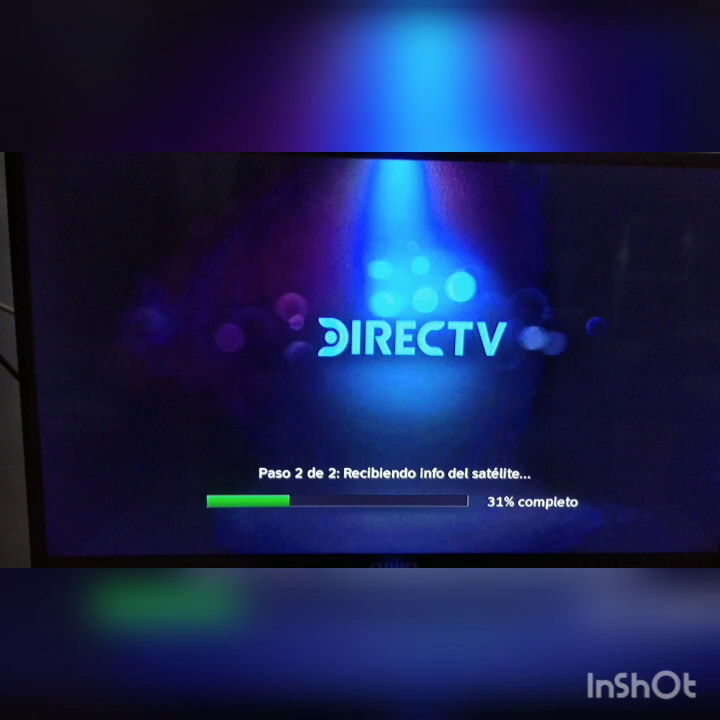 DIRECTV
Paso 2 de 2: Recibiendo info del satélite...
31% completo
InShOt